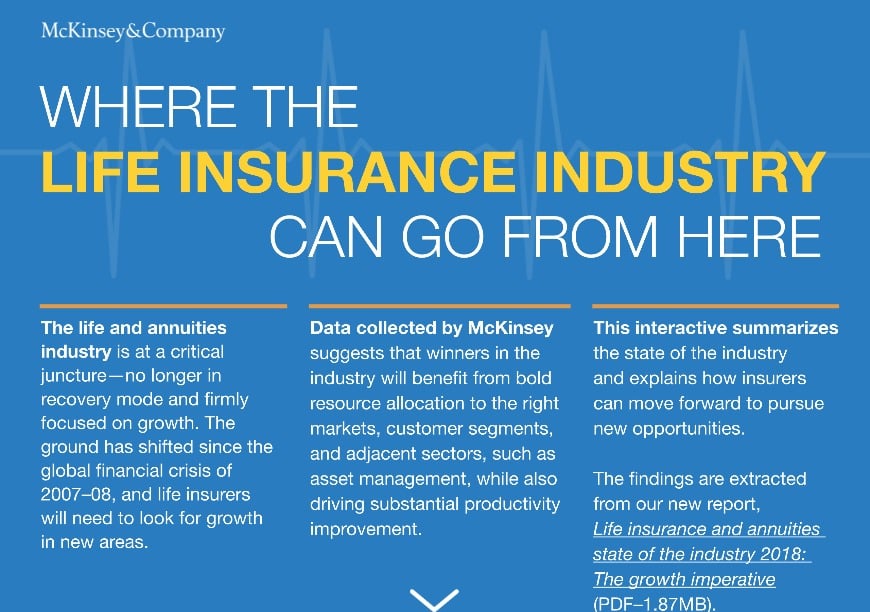 McKinsey&Company
WHERE THE
LIFE INSURANCE INDUSTRY
CAN GO FROM HERE
The life and annuities
industry is at a critical
juncture—no longer in
recovery mode and firmly
focused on growth. The
ground has shifted since the
global financial crisis of
2007–08, and life insurers
will need to look for growth
in new areas.
Data collected by McKinsey
suggests that winners in the
industry will benefit from bold
resource allocation to the right
markets, customer segments,
and adjacent sectors, such as
asset management, while also
driving substantial productivity
improvement.
This interactive summarizes
the state of the industry
and explains how insurers
can move forward to pursue
new opportunities.
The findings are extracted
from our new report,
Life insurance and annuities
state of the industry 2018:
The growth imperative
(PDF–1.87MB).